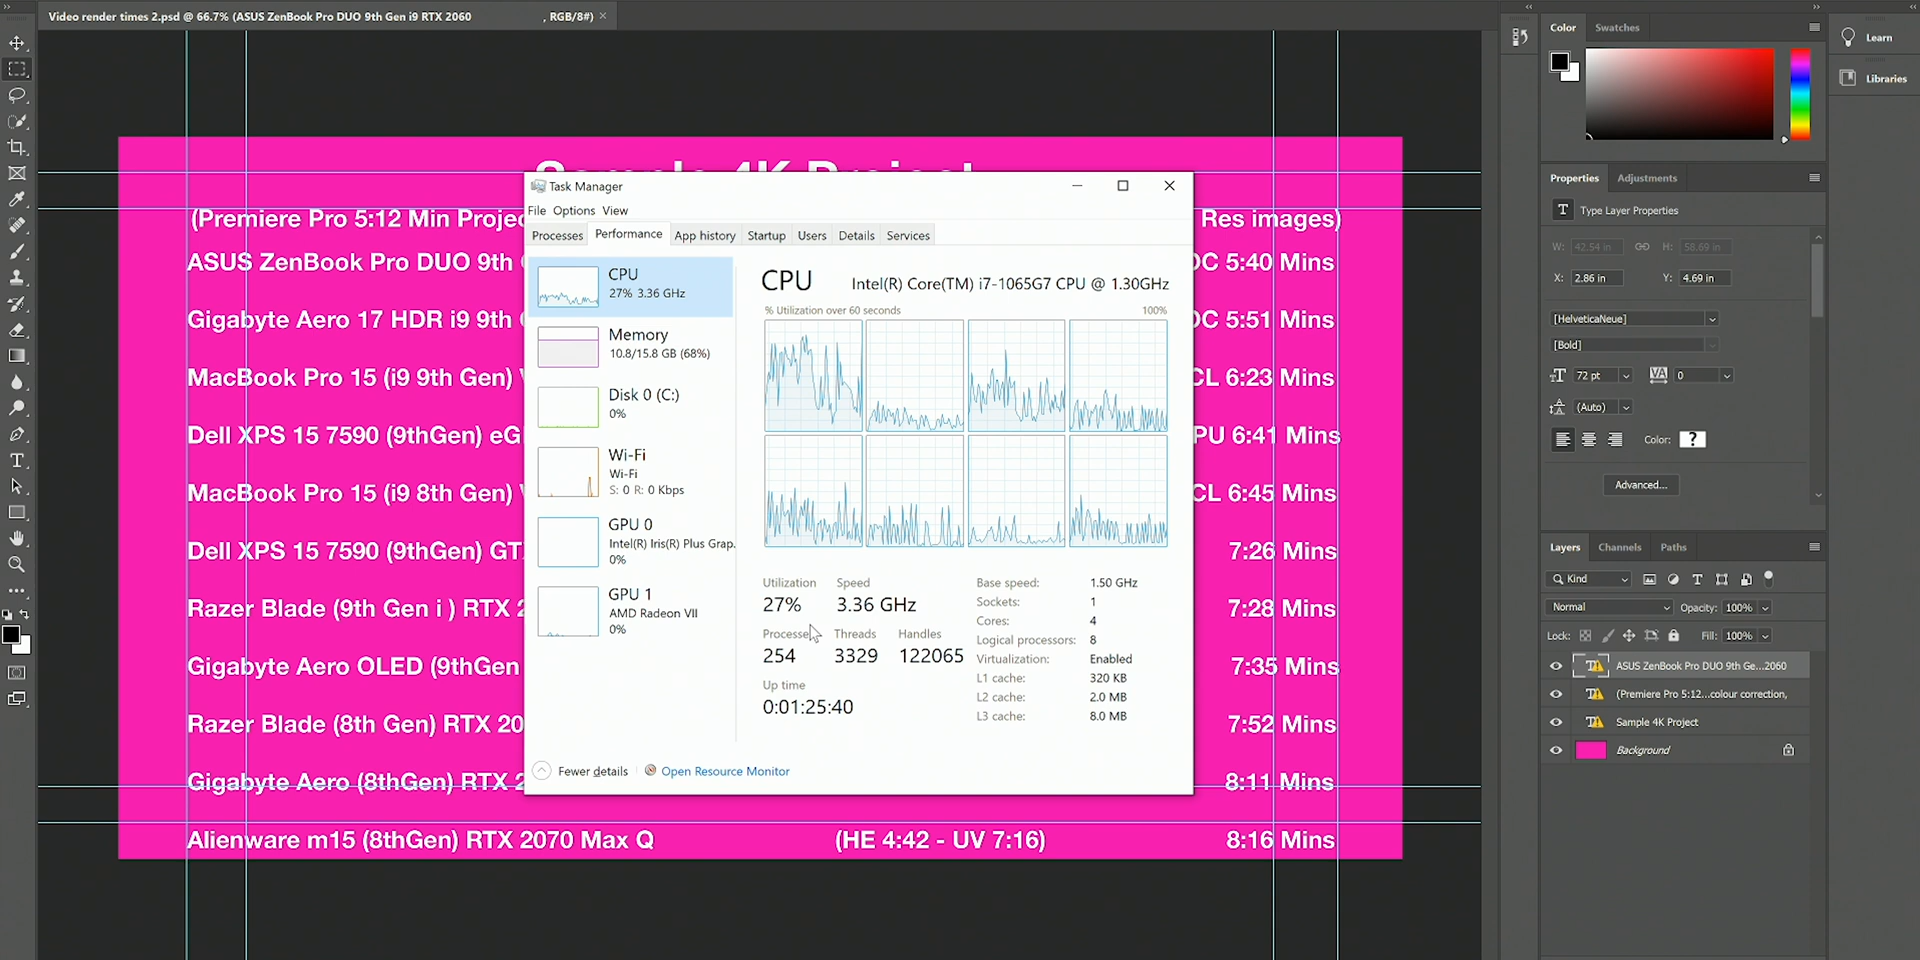 Video render times 2.psd @ 66.7% (ASUS ZenBook Pro DUO 9th Gen i9 RTX 2060 , RGB/8#) ×
Sample 4K Project
(Premiere Pro 5:12 Min Projec Res images)
ASUS ZenBook Pro DUO 9th OC 5:40 Mins
Gigabyte Aero 17 HDR i9 9th OC 5:51 Mins
MacBook Pro 15 (i9 9th Gen) CL 6:23 Mins
Dell XPS 15 7590 (9thGen) eG PU 6:41 Mins
MacBook Pro 15 (i9 8th Gen) CL 6:45 Mins
Dell XPS 15 7590 (9thGen) GT 7:26 Mins
Razer Blade (9th Gen i ) RTX 2 7:28 Mins
Gigabyte Aero OLED (9thGen 7:35 Mins
Razer Blade (8th Gen) RTX 20 7:52 Mins
Gigabyte Aero (8thGen) RTX 2 8:11 Mins
Alienware m15 (8thGen) RTX 2070 Max Q (HE 4:42 - UV 7:16) 8:16 Mins
Task Manager
File Options View
Processes Performance App history Startup Users Details Services
CPU
27% 3.36 GHz
Memory
10.8/15.8 GB (68%)
Disk 0 (C:)
0%
Wi-Fi
Wi-Fi
S: 0 R: 0 Kbps
GPU 0
Intel(R) Iris(R) Plus Grap.
0%
GPU 1
AMD Radeon VII
0%
CPU Intel(R) Core(TM) i7-1065G7 CPU @ 1.30GHz
% Utilization over 60 seconds 100%
Utilization Speed
27% 3.36 GHz
Processes Threads Handles
254 3329 122065
Up time
0:01:25:40
Base speed: 1.50 GHz
Sockets: 1
Cores: 4
Logical processors: 8
Virtualization: Enabled
L1 cache: 320 KB
L2 cache: 2.0 MB
L3 cache: 8.0 MB
Fewer details Open Resource Monitor
Color Swatches
Learn
Libraries
Properties Adjustments
T Type Layer Properties
W: 42.54 in H: 58.69 in
X: 2.86 in Y: 4.69 in
[HelveticaNeue]
[Bold]
72 pt VA 0
(Auto)
Color: ?
Advanced...
Layers Channels Paths
Kind
Normal Opacity: 100%
Lock: Fill: 100%
ASUS ZenBook Pro DUO 9th Ge...2060
(Premiere Pro 5:12...colour correction,
Sample 4K Project
Background